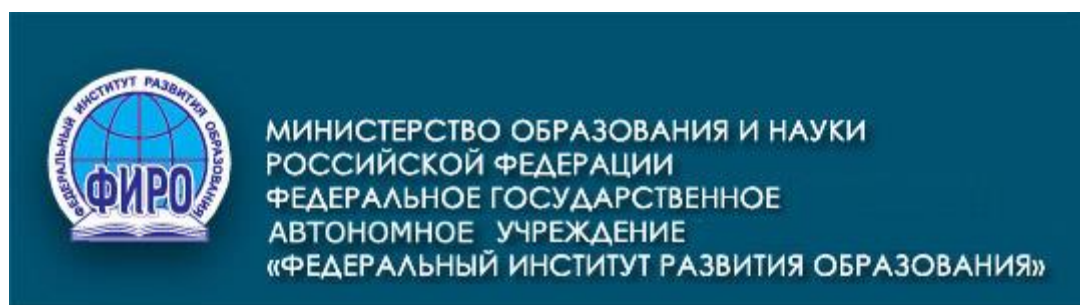 ФЕДЕРАЛЬНЫЙ ИНСТИТУТ РАЗВИТИЯ ОБРАЗОВАНИЯ
ФИРО
МИНИСТЕРСТВО ОБРАЗОВАНИЯ И НАУКИ
РОССИЙСКОЙ ФЕДЕРАЦИИ
ФЕДЕРАЛЬНОЕ ГОСУДАРСТВЕННОЕ
АВТОНОМНОЕ УЧРЕЖДЕНИЕ
«ФЕДЕРАЛЬНЫЙ ИНСТИТУТ РАЗВИТИЯ ОБРАЗОВАНИЯ»